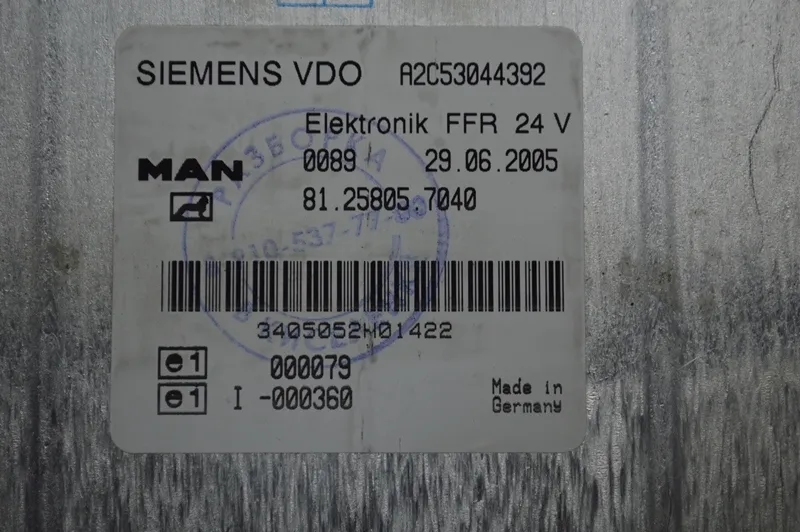 SIEMENS VDO A2C53044392
Elektronik FFR 24 V
MAN 0089 29.06.2005
81.25805.7040
РАЗБОРКА
3405052H01422
e1 000079
e1 I -000360
Made in
Germany